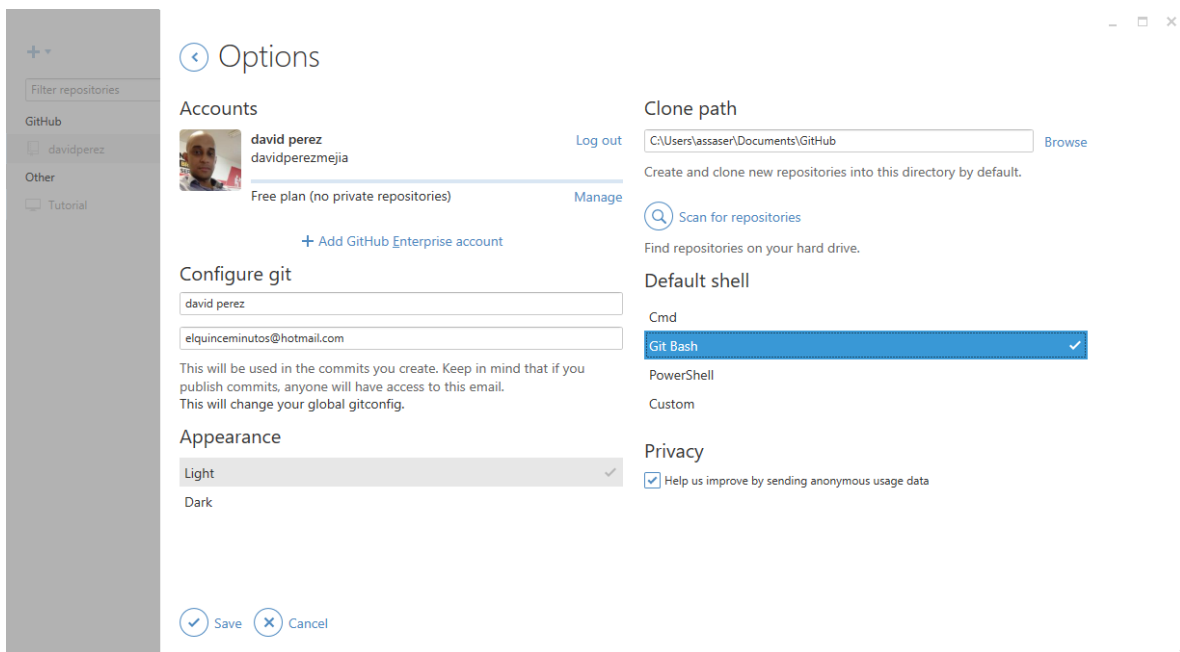 Filter repositories
GitHub
davidperez
Other
Tutorial
Options
Accounts
david perez
davidperezmejia
Log out
Free plan (no private repositories)
Manage
Add GitHub Enterprise account
Configure git
david perez
elquinceminutos@hotmail.com
This will be used in the commits you create. Keep in mind that if you
publish commits, anyone will have access to this email.
This will change your global gitconfig.
Appearance
Light
Dark
Save
Cancel
Clone path
C:\Users\assaser\Documents\GitHub
Browse
Create and clone new repositories into this directory by default.
Scan for repositories
Find repositories on your hard drive.
Default shell
Cmd
Git Bash
PowerShell
Custom
Privacy
Help us improve by sending anonymous usage data